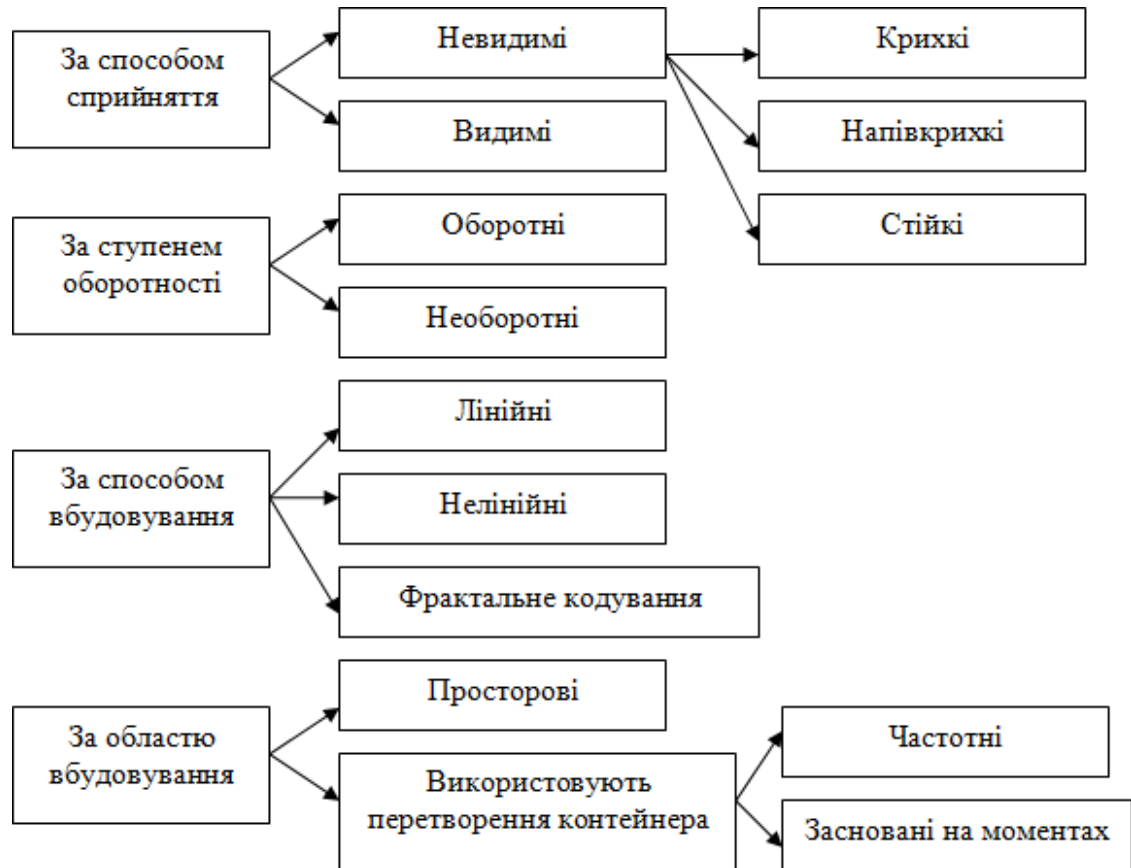 За способом
сприйняття
Невидимі
Видимі
Крихкі
Напівкрихкі
Стійкі
За ступенем
оборотності
Оборотні
Необоротні
За способом
вбудовування
Лінійні
Нелінійні
Фрактальне кодування
За областю
вбудовування
Просторові
Використовують
перетворення контейнера
Частотні
Засновані на моментах